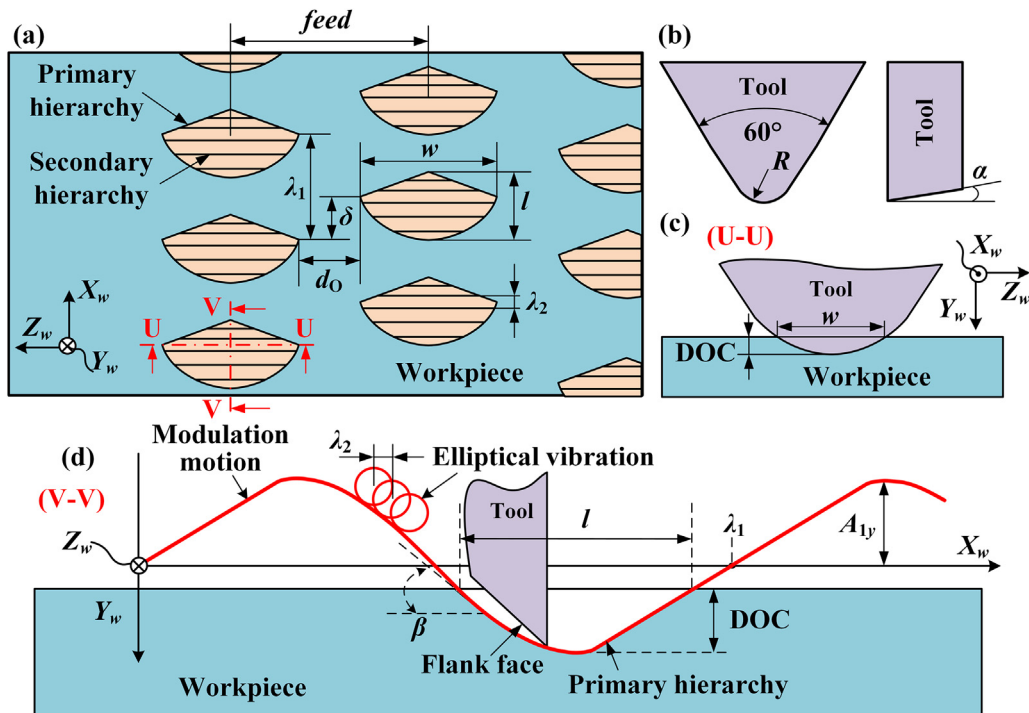 (a)
feed
Primary
hierarchy
Secondary
hierarchy
λ1
δ
w
l
dO
λ2
Xw
Zw
Yw
V
U
U
V
Workpiece
(b)
Tool
60°
R
Tool
α
(c)
(U-U)
Xw
Zw
Yw
Tool
w
DOC
Workpiece
(d)
Modulation
motion
(V-V)
λ2
Elliptical vibration
Tool
l
λ1
A1y
Zw
Xw
Yw
β
DOC
Flank face
Primary hierarchy
Workpiece